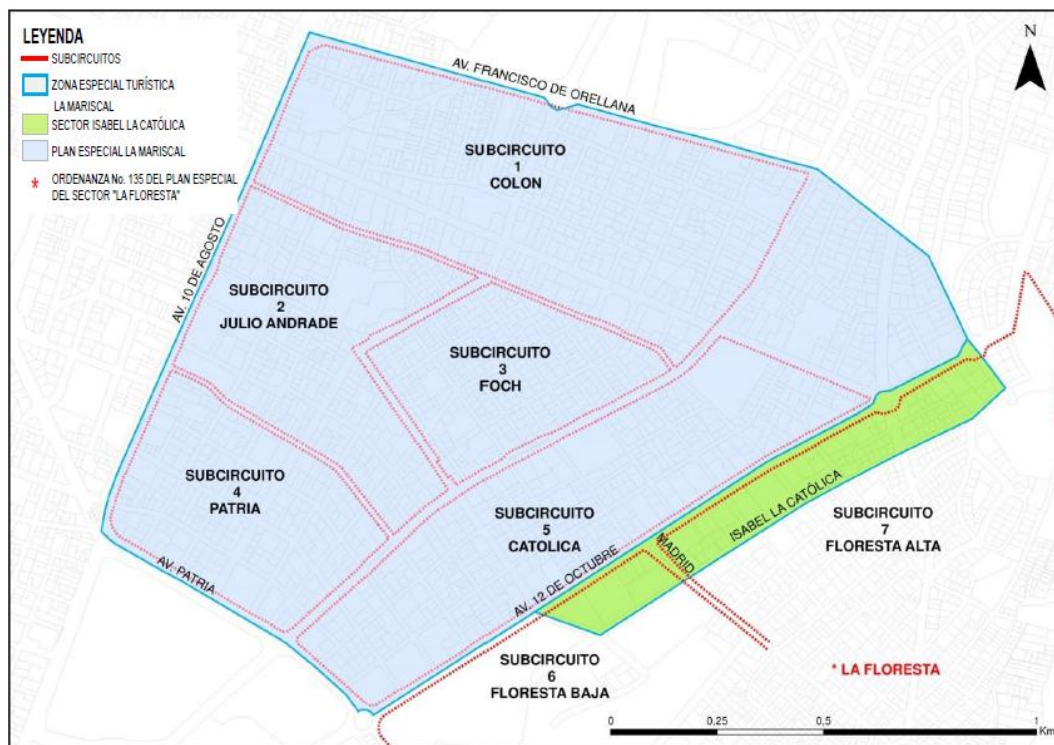 LEYENDA
SUBCIRCUITOS
ZONA ESPECIAL TURÍSTICA
LA MARISCAL
SECTOR ISABEL LA CATÓLICA
PLAN ESPECIAL LA MARISCAL
* ORDENANZA No. 135 DEL PLAN ESPECIAL
DEL SECTOR "LA FLORESTA"
N
AV. FRANCISCO DE ORELLANA
SUBCIRCUITO
1
COLON
AV. 10 DE AGOSTO
SUBCIRCUITO
2
JULIO ANDRADE
SUBCIRCUITO
3
FOCH
SUBCIRCUITO
4
PATRIA
SUBCIRCUITO
5
CATOLICA
AV. PATRIA
AV. 12 DE OCTUBRE
MADRID
ISABEL LA CATÓLICA
SUBCIRCUITO
7
FLORESTA ALTA
SUBCIRCUITO
6
FLORESTA BAJA
* LA FLORESTA
0 0,25 0,5 1
Km